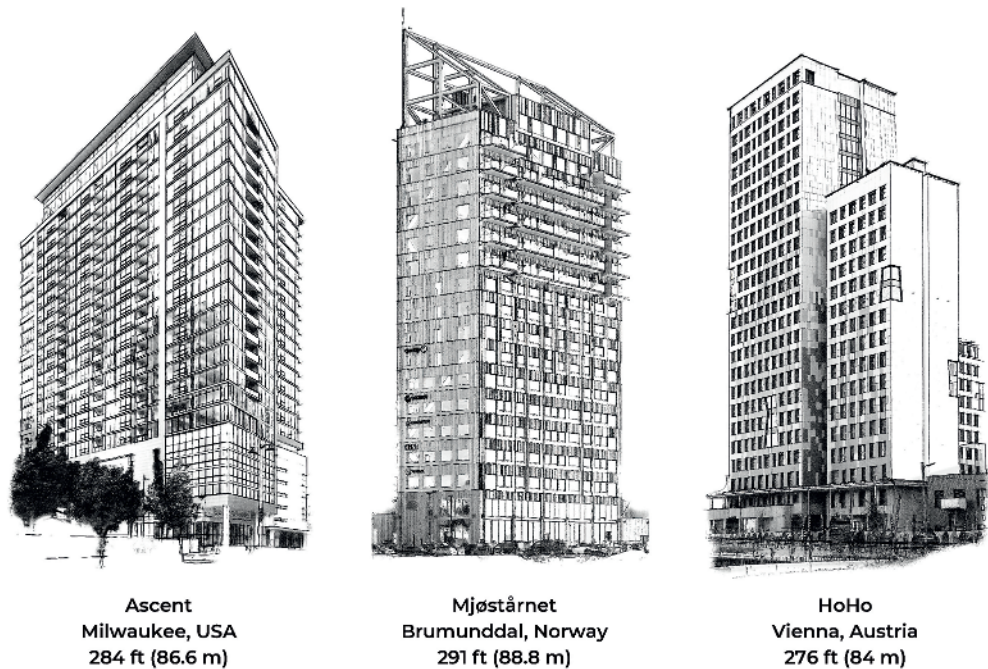 Ascent
Milwaukee, USA
284 ft (86.6 m)
Mjøstårnet
Brumunddal, Norway
291 ft (88.8 m)
HoHo
Vienna, Austria
276 ft (84 m)